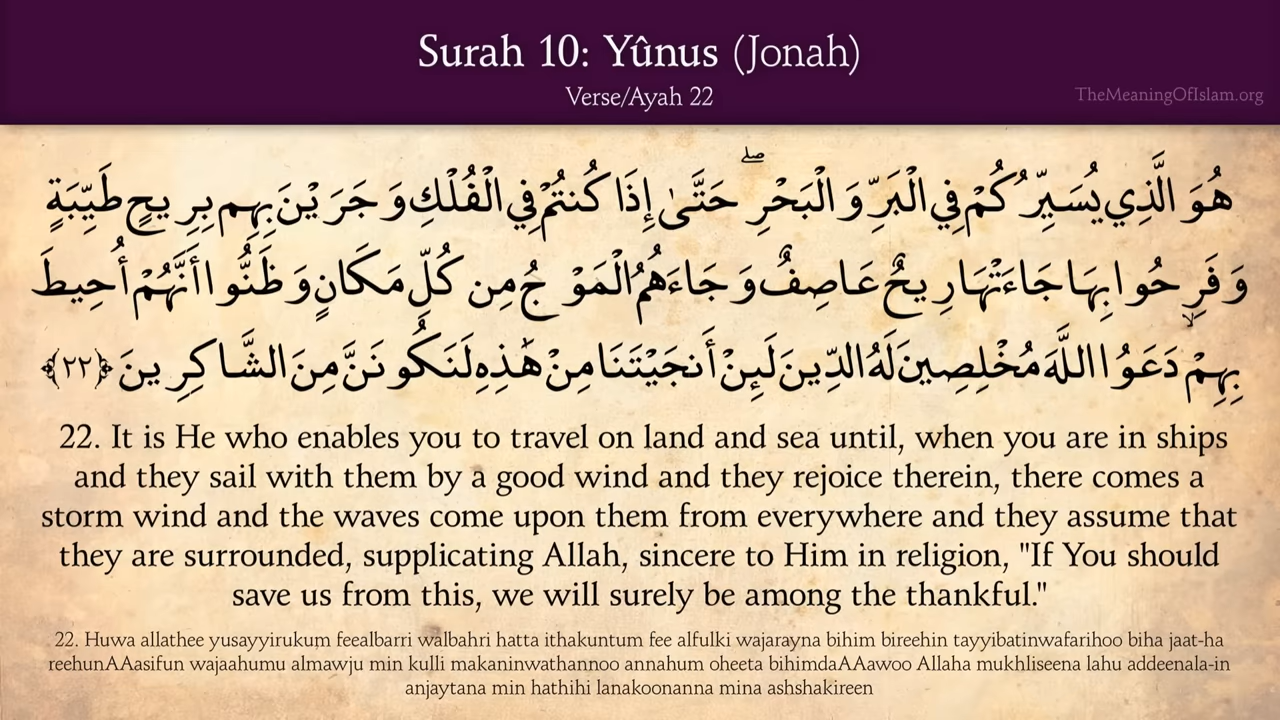 Surah 10: Yûnus (Jonah)
Verse/Ayah 22
TheMeaningOfIslam.org
هُوَ الَّذِي يُسَيِّرُكُمْ فِي الْبَرِّ وَالْبَحْرِ ۖ حَتَّىٰ إِذَا كُنتُمْ فِي الْفُلْكِ وَجَرَيْنَ بِهِم بِرِيحٍ طَيِّبَةٍ
وَفَرِحُوا بِهَا جَاءَتْهَا رِيحٌ عَاصِفٌ وَجَاءَهُمُ الْمَوْجُ مِن كُلِّ مَكَانٍ وَظَنُّوا أَنَّهُمْ أُحِيطَ
بِهِمْ ۙ دَعَوُا اللَّهَ مُخْلِصِينَ لَهُ الدِّينَ لَئِنْ أَنجَيْتَنَا مِنْ هَٰذِهِ لَنَكُونَنَّ مِنَ الشَّاكِرِينَ ﴿٢٢﴾
22. It is He who enables you to travel on land and sea until, when you are in ships
and they sail with them by a good wind and they rejoice therein, there comes a
storm wind and the waves come upon them from everywhere and they assume that
they are surrounded, supplicating Allah, sincere to Him in religion, "If You should
save us from this, we will surely be among the thankful."
22. Huwa allathee yusayyirukum feealbarri walbahri hatta ithakuntum fee alfulki wajarayna bihim bireehin tayyibatinwafarihoo biha jaat-ha
reehunAAasifun wajaahumu almawju min kulli makaninwathannoo annahum oheeta bihimdaAAawoo Allaha mukhliseena lahu addeenala-in
anjaytana min hathihi lanakoonanna mina ashshakireen